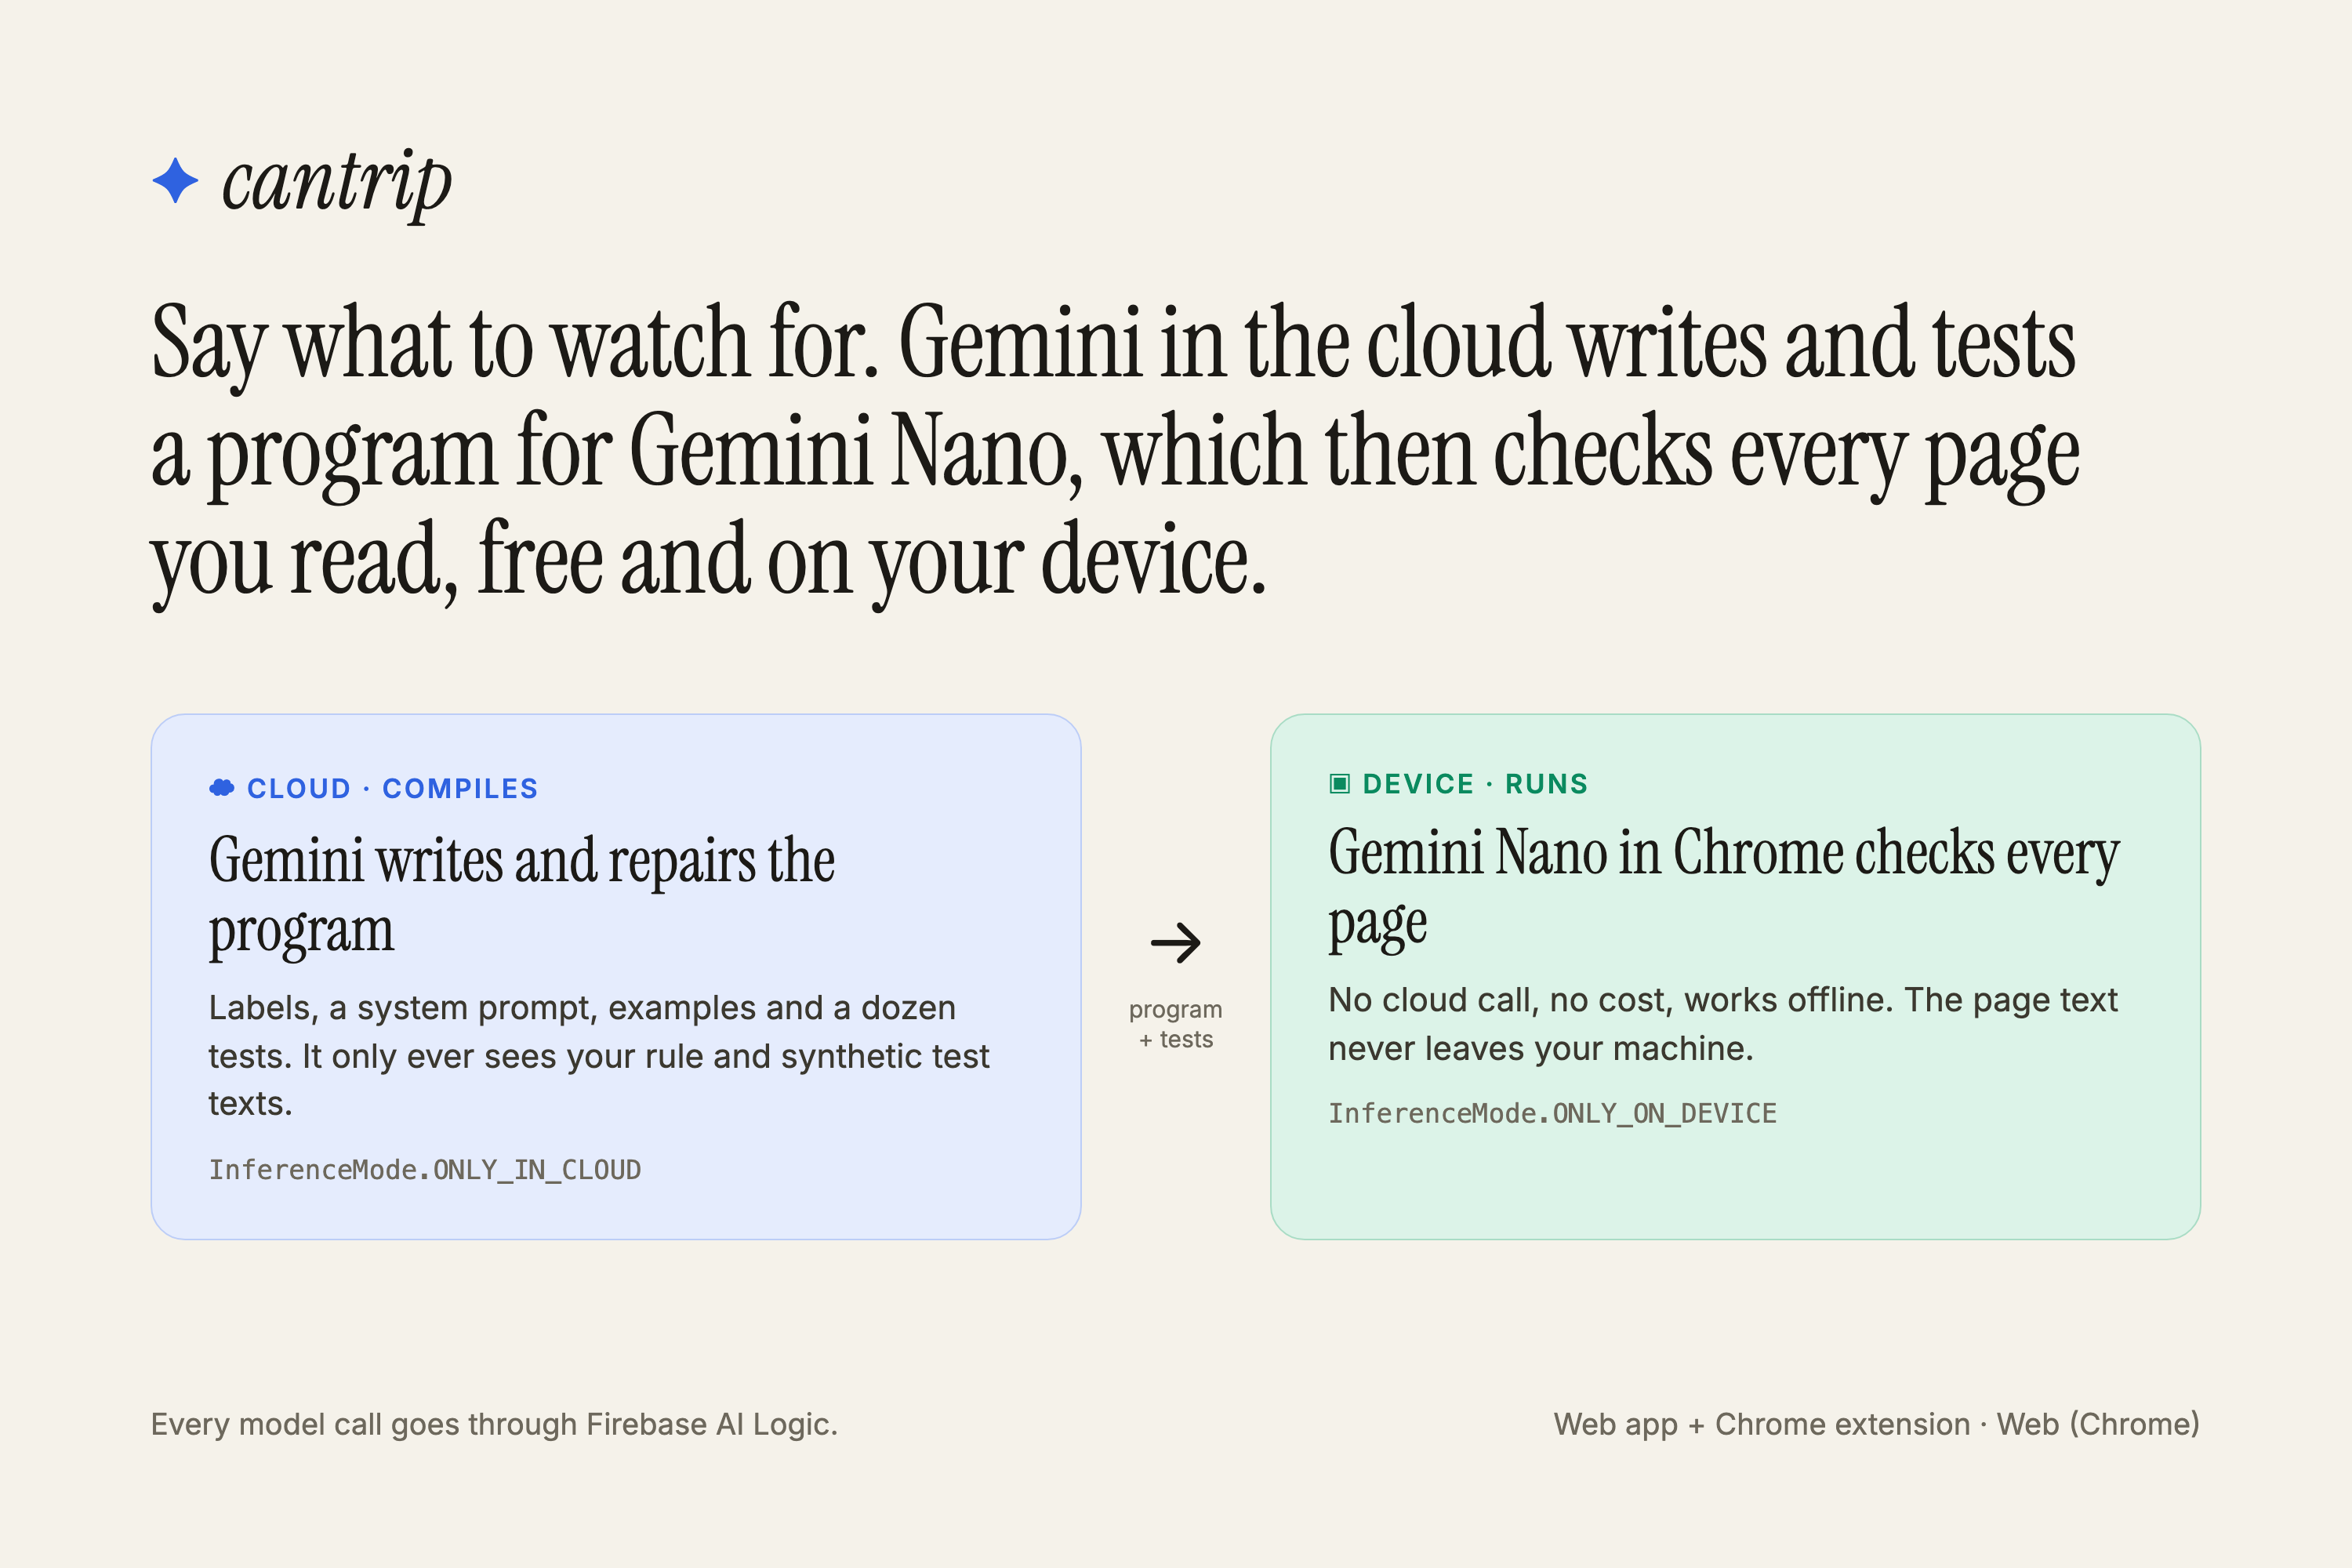 cantrip
Say what to watch for. Gemini in the cloud writes and tests
a program for Gemini Nano, which then checks every page
you read, free and on your device.
CLOUD · COMPILES
Gemini writes and repairs the
program
Labels, a system prompt, examples and a dozen
tests. It only ever sees your rule and synthetic test
texts.
InferenceMode.ONLY_IN_CLOUD
program
+ tests
DEVICE · RUNS
Gemini Nano in Chrome checks every
page
No cloud call, no cost, works offline. The page text
never leaves your machine.
InferenceMode.ONLY_ON_DEVICE
Every model call goes through Firebase AI Logic.
Web app + Chrome extension · Web (Chrome)